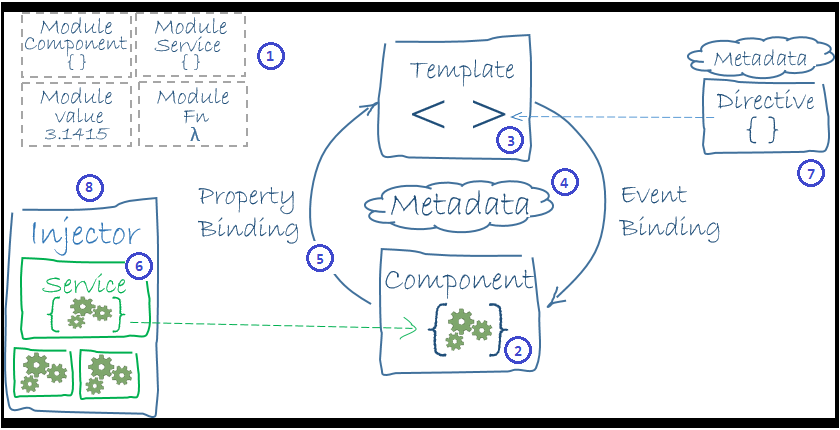 Module
Component
{ }
Module
Service
{ }
1
Module
value
3.1415
Module
Fn
λ
Template
< >
3
Metadata
Directive
{ }
7
8
Property
Binding
5
Metadata
4
Event
Binding
Injector
6
Service
{ }
Component
{ }
2